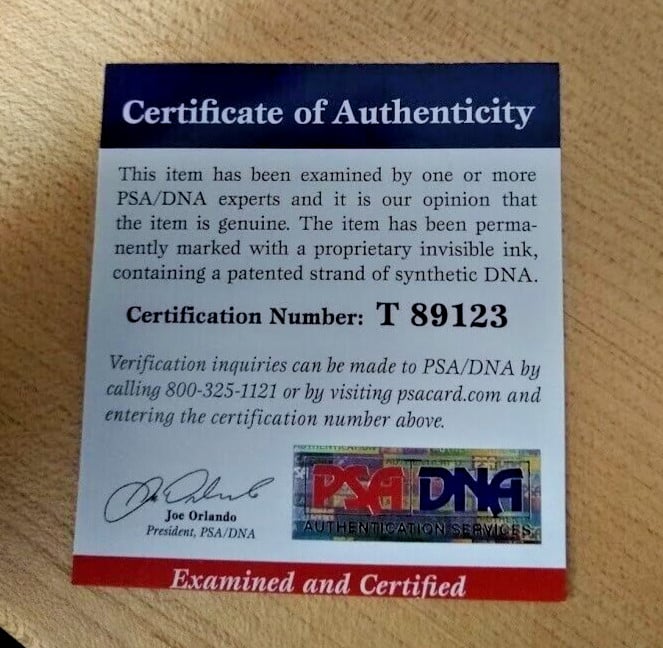 Certificate of Authenticity
This item has been examined by one or more
PSA/DNA experts and it is our opinion that
the item is genuine. The item has been perma-
nently marked with a proprietary invisible ink,
containing a patented strand of synthetic DNA.
Certification Number: T 89123
Verification inquiries can be made to PSA/DNA by
calling 800-325-1121 or by visiting psacard.com and
entering the certification number above.
Joe Orlando
President, PSA/DNA
PSA DNA
AUTHENTICATION SERVICES
Examined and Certified